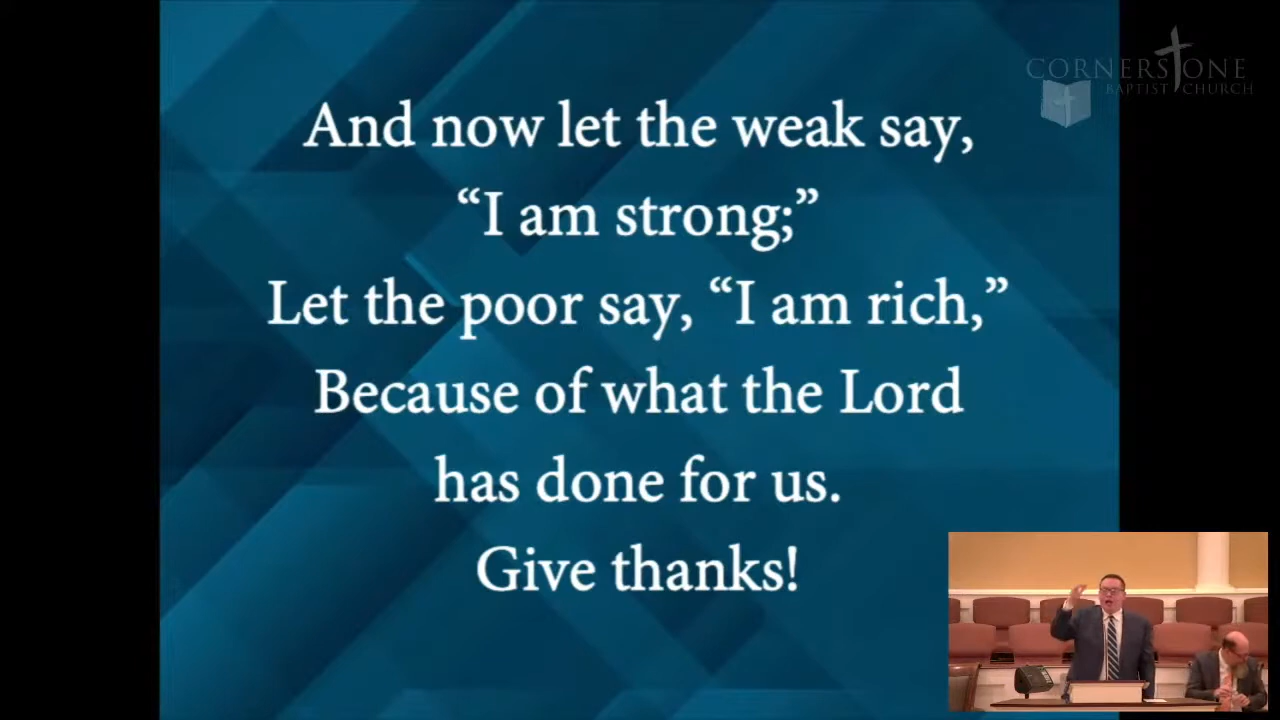 CORNERSTONE
BAPTIST CHURCH
And now let the weak say,
“I am strong;”
Let the poor say, “I am rich,”
Because of what the Lord
has done for us.
Give thanks!